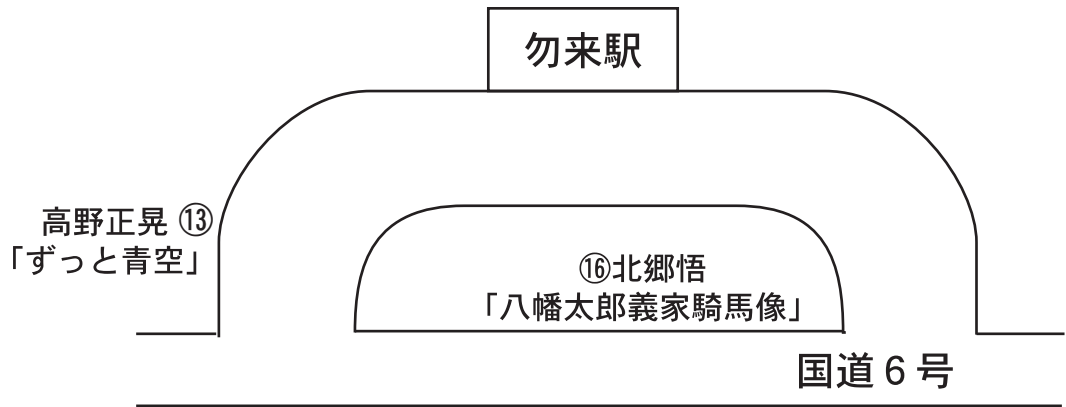 勿来駅
高野正晃 ⑬
「ずっと青空」
⑯北郷悟
「八幡太郎義家騎馬像」
国道６号